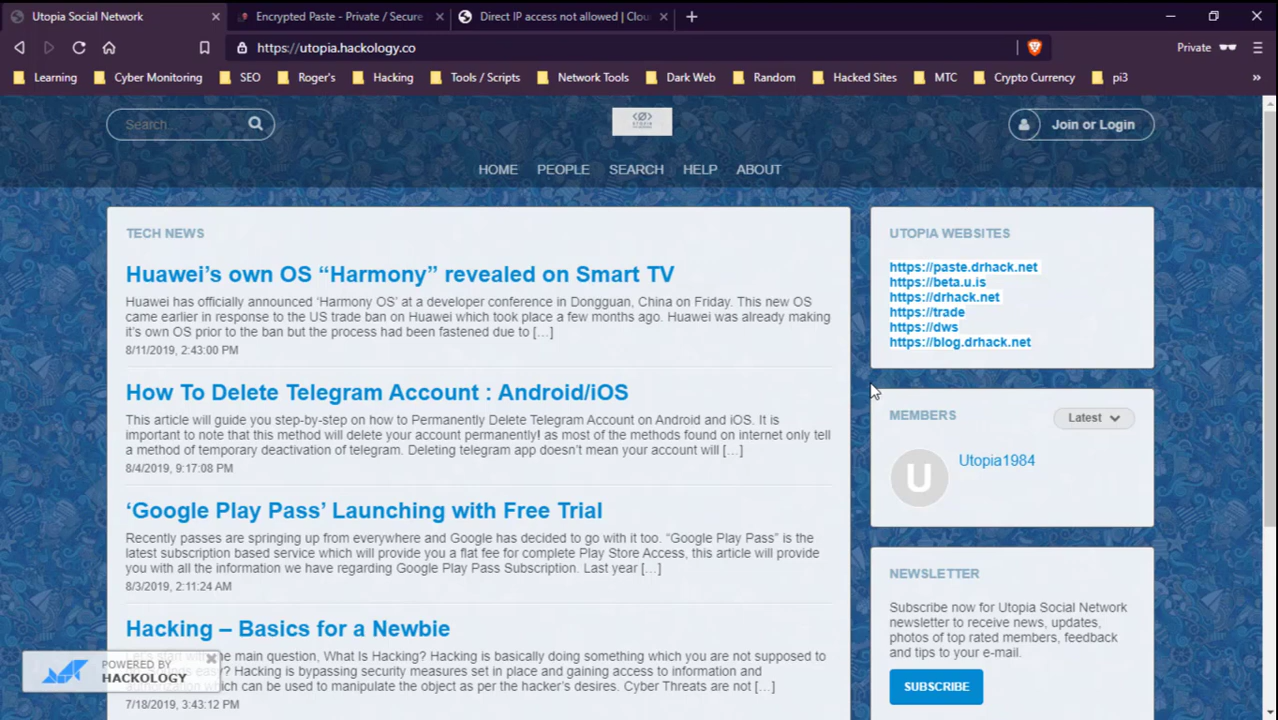 Utopia Social Network
Encrypted Paste - Private / Secure
Direct IP access not allowed | Clou
https://utopia.hackology.co
Private
Learning
Cyber Monitoring
SEO
Roger's
Hacking
Tools / Scripts
Network Tools
Dark Web
Random
Hacked Sites
MTC
Crypto Currency
pi3
»
Search...
Join or Login
HOME
PEOPLE
SEARCH
HELP
ABOUT
TECH NEWS
Huawei’s own OS “Harmony” revealed on Smart TV
Huawei has officially announced ‘Harmony OS’ at a developer conference in Dongguan, China on Friday. This new OS
came earlier in response to the US trade ban on Huawei which took place a few months ago. Huawei was already making
it’s own OS prior to the ban but the process had been fastened due to […]
8/11/2019, 2:43:00 PM
How To Delete Telegram Account : Android/iOS
This article will guide you step-by-step on how to Permanently Delete Telegram Account on Android and iOS. It is
important to note that this method will delete your account permanently! as most of the methods found on internet only tell
a method of temporary deactivation of telegram. Deleting telegram app doesn’t mean your account will […]
8/4/2019, 9:17:08 PM
‘Google Play Pass’ Launching with Free Trial
Recently passes are springing up from everywhere and Google has decided to go with it too. “Google Play Pass” is the
latest subscription based service which will provide you a flat fee for complete Play Store Access, this article will provide
you with all the information we have regarding Google Play Pass Subscription. Last year […]
8/3/2019, 2:11:24 AM
Hacking – Basics for a Newbie
Let’s start with the main question, What Is Hacking? Hacking is basically doing something which you are not supposed to
easy? Hacking is bypassing security measures set in place and gaining access to information and
authorization which can be used to manipulate the object as per the hacker’s desires. Cyber Threats are not […]
7/18/2019, 3:43:12 PM
POWERED BY
HACKOLOGY
UTOPIA WEBSITES
https://paste.drhack.net
https://beta.u.is
https://drhack.net
https://trade
https://dws
https://blog.drhack.net
MEMBERS
Latest
U
Utopia1984
NEWSLETTER
Subscribe now for Utopia Social Network
newsletter to receive news, updates,
photos of top rated members, feedback
and tips to your e-mail.
SUBSCRIBE